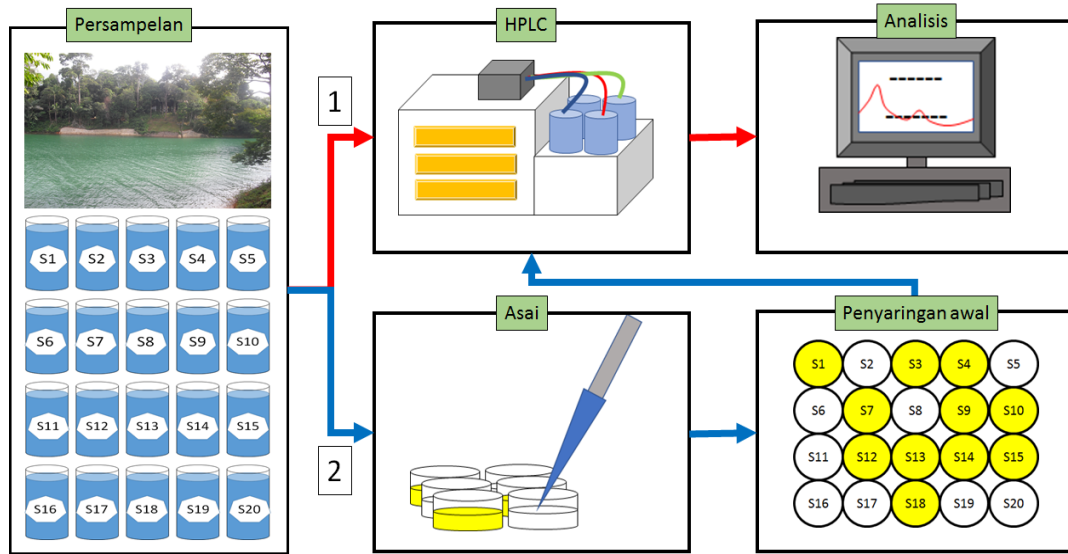 Persampelan
S1 S2 S3 S4 S5
S6 S7 S8 S9 S10
S11 S12 S13 S14 S15
S16 S17 S18 S19 S20
1
HPLC
Analisis
2
Asai
Penyaringan awal
S1 S2 S3 S4 S5
S6 S7 S8 S9 S10
S11 S12 S13 S14 S15
S16 S17 S18 S19 S20